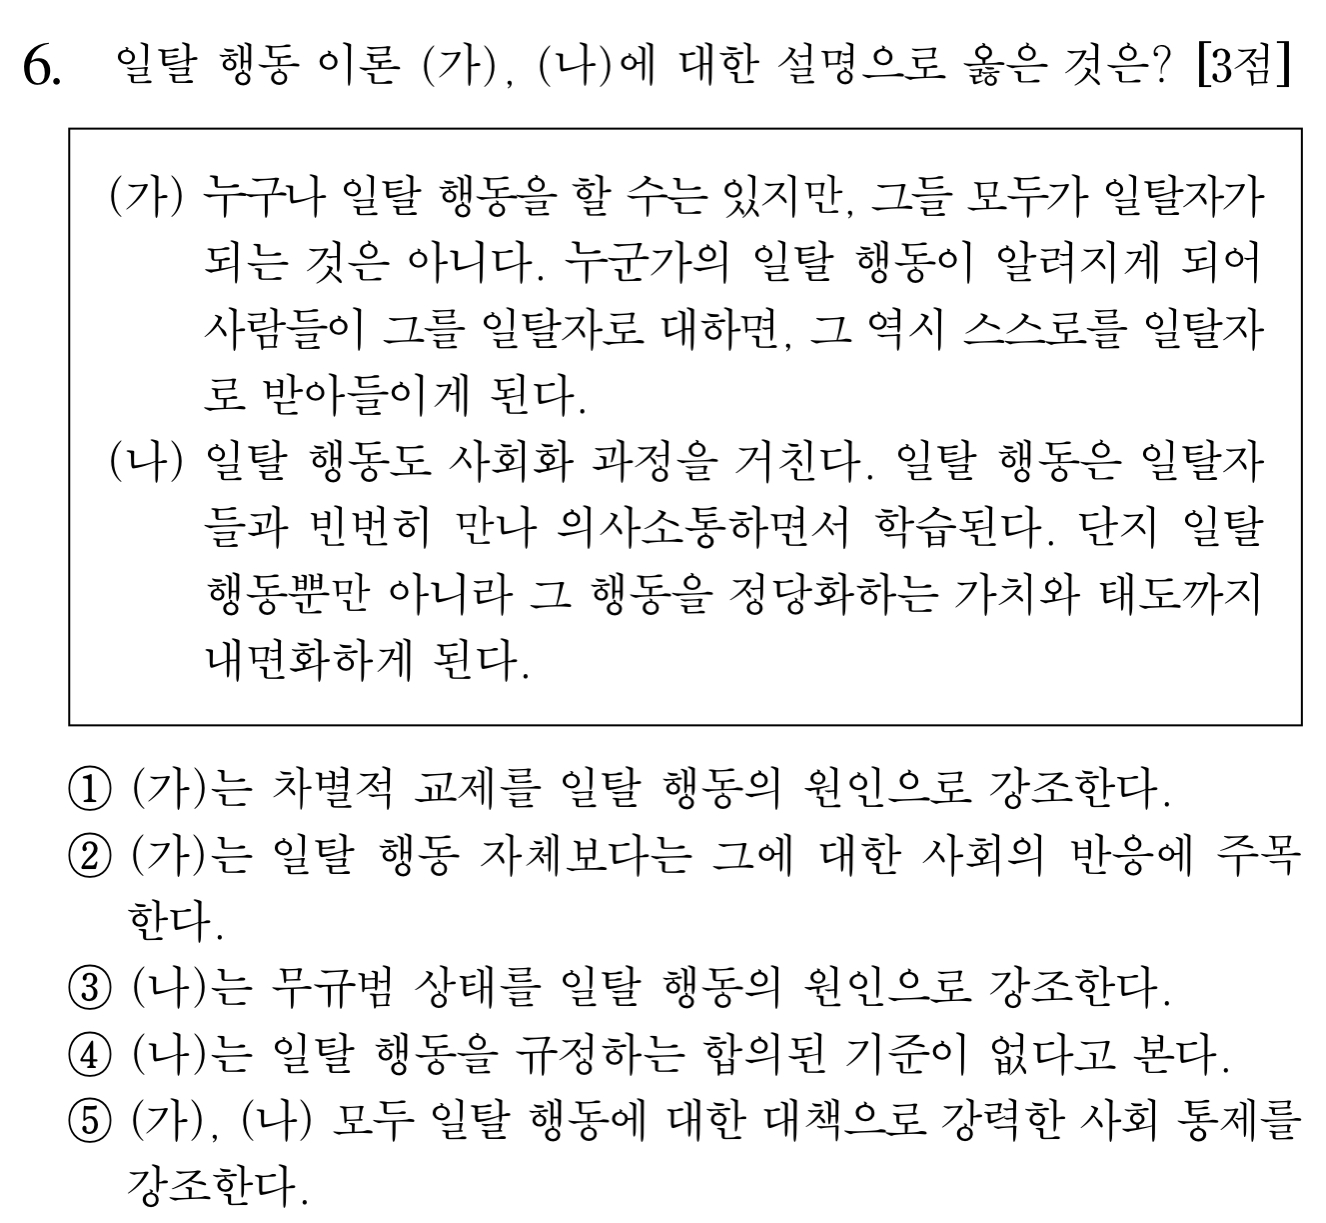 6. 일탈 행동 이론 (가), (나)에 대한 설명으로 옳은 것은? [3점]
(가) 누구나 일탈 행동을 할 수는 있지만, 그들 모두가 일탈자가
되는 것은 아니다. 누군가의 일탈 행동이 알려지게 되어
사람들이 그를 일탈자로 대하면, 그 역시 스스로를 일탈자
로 받아들이게 된다.
(나) 일탈 행동도 사회화 과정을 거친다. 일탈 행동은 일탈자
들과 빈번히 만나 의사소통하면서 학습된다. 단지 일탈
행동뿐만 아니라 그 행동을 정당화하는 가치와 태도까지
내면화하게 된다.
① (가)는 차별적 교제를 일탈 행동의 원인으로 강조한다.
② (가)는 일탈 행동 자체보다는 그에 대한 사회의 반응에 주목
한다.
③ (나)는 무규범 상태를 일탈 행동의 원인으로 강조한다.
④ (나)는 일탈 행동을 규정하는 합의된 기준이 없다고 본다.
⑤ (가), (나) 모두 일탈 행동에 대한 대책으로 강력한 사회 통제를
강조한다.